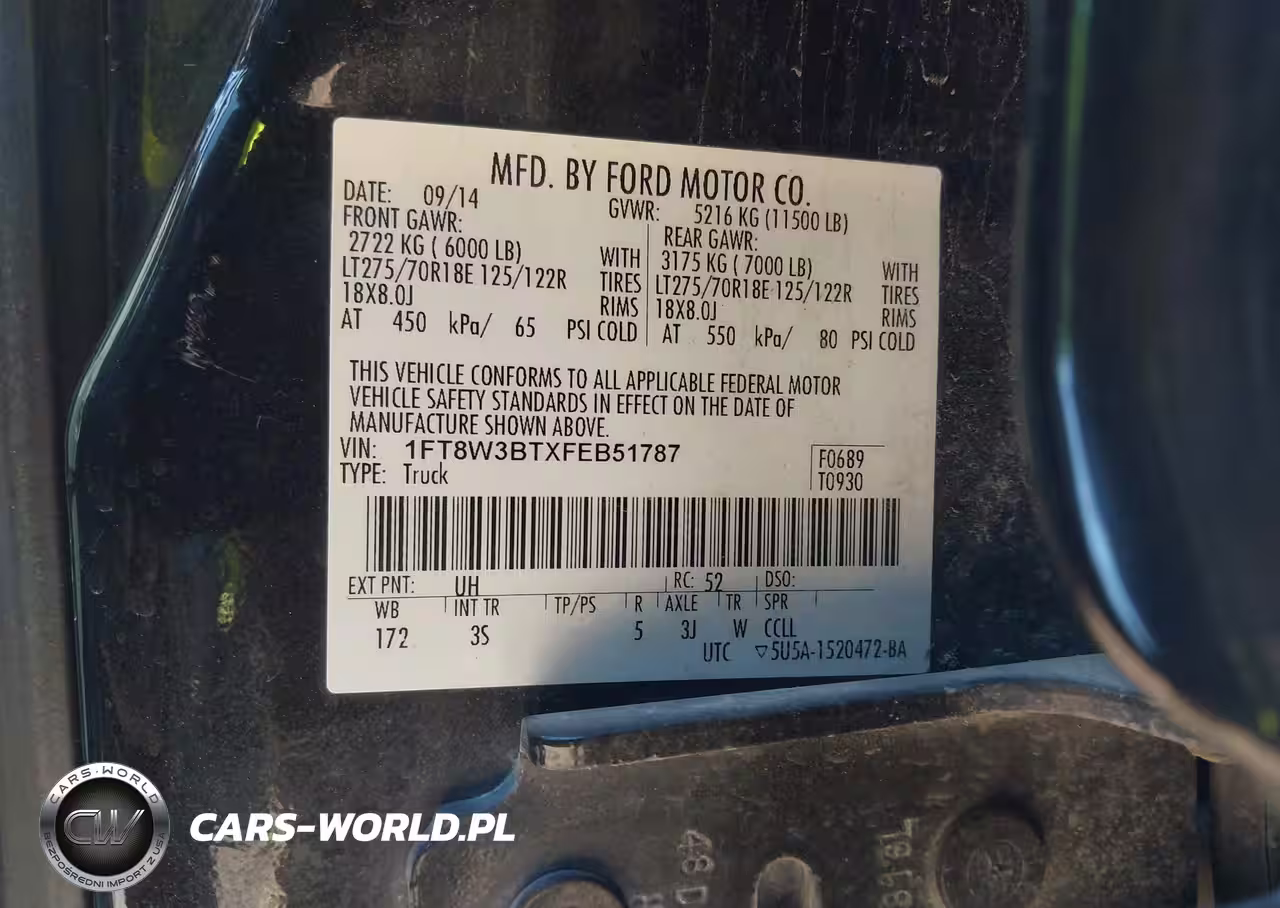 MFD. BY FORD MOTOR CO.
DATE: 09/14 GVWR: 5216 KG (11500 LB)
FRONT GAWR: REAR GAWR:
2722 KG ( 6000 LB) WITH 3175 KG ( 7000 LB) WITH
LT275/70R18E 125/122R TIRES LT275/70R18E 125/122R TIRES
18X8.0J RIMS 18X8.0J RIMS
AT 450 kPa/ 65 PSI COLD AT 550 kPa/ 80 PSI COLD
THIS VEHICLE CONFORMS TO ALL APPLICABLE FEDERAL MOTOR
VEHICLE SAFETY STANDARDS IN EFFECT ON THE DATE OF
MANUFACTURE SHOWN ABOVE.
VIN: 1FT8W3BTXFEB51787 F0689
TYPE: Truck T0930
EXT PNT: UH RC: 52 DSO:
WB INT TR TP/PS R AXLE TR SPR
172 3S 5 3J W CCLL
UTC ▽5U5A-1520472-BA
48D
CARS-WORLD
CW
BEZPOŚREDNI IMPORT Z USA
CARS-WORLD.PL